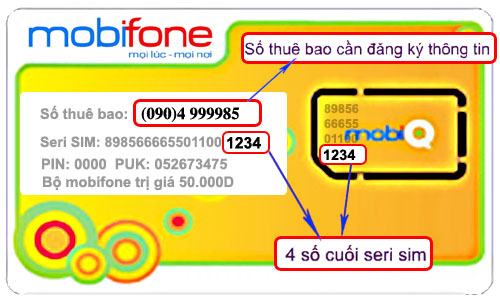 mobifone
mọi lúc - mọi nơi
Số thuê bao cần đăng ký thông tin
Số thuê bao: (090)4 999985
Seri SIM: 898566665501100 1234
PIN: 0000 PUK: 052673475
Bộ mobifone trị giá 50.000D
89856
66655
01100
1234
mobiQ
4 số cuối seri sim